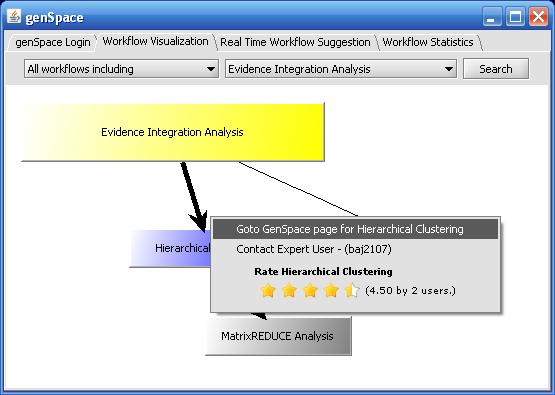 genSpace
genSpace Login Workflow Visualization Real Time Workflow Suggestion Workflow Statistics
All workflows including Evidence Integration Analysis Search
Evidence Integration Analysis
Goto GenSpace page for Hierarchical Clustering
Hierarchical
Contact Expert User - (baj2107)
Rate Hierarchical Clustering
(4.50 by 2 users.)
MatrixREDUCE Analysis